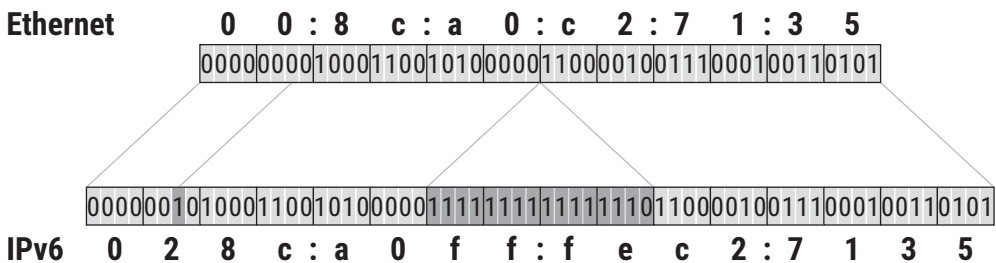 Ethernet 0 0 : 8 c : a 0 : c 2 : 7 1 : 3 5
000000001000110010100000110000100111000100110101
0000001010001100101000001111111111111110110000100111000100110101
IPv6 0 2 8 c : a 0 f f : f e c 2 : 7 1 3 5